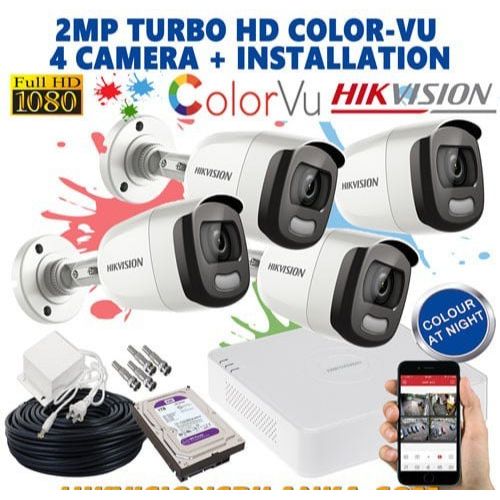 2MP TURBO HD COLOR-VU
4 CAMERA + INSTALLATION
Full HD
1080
ColorVu
HIKVISION
HIKVISION
HIKVISION
HIKVISION
HIKVISION
COLOUR
AT NIGHT
HIKVISION